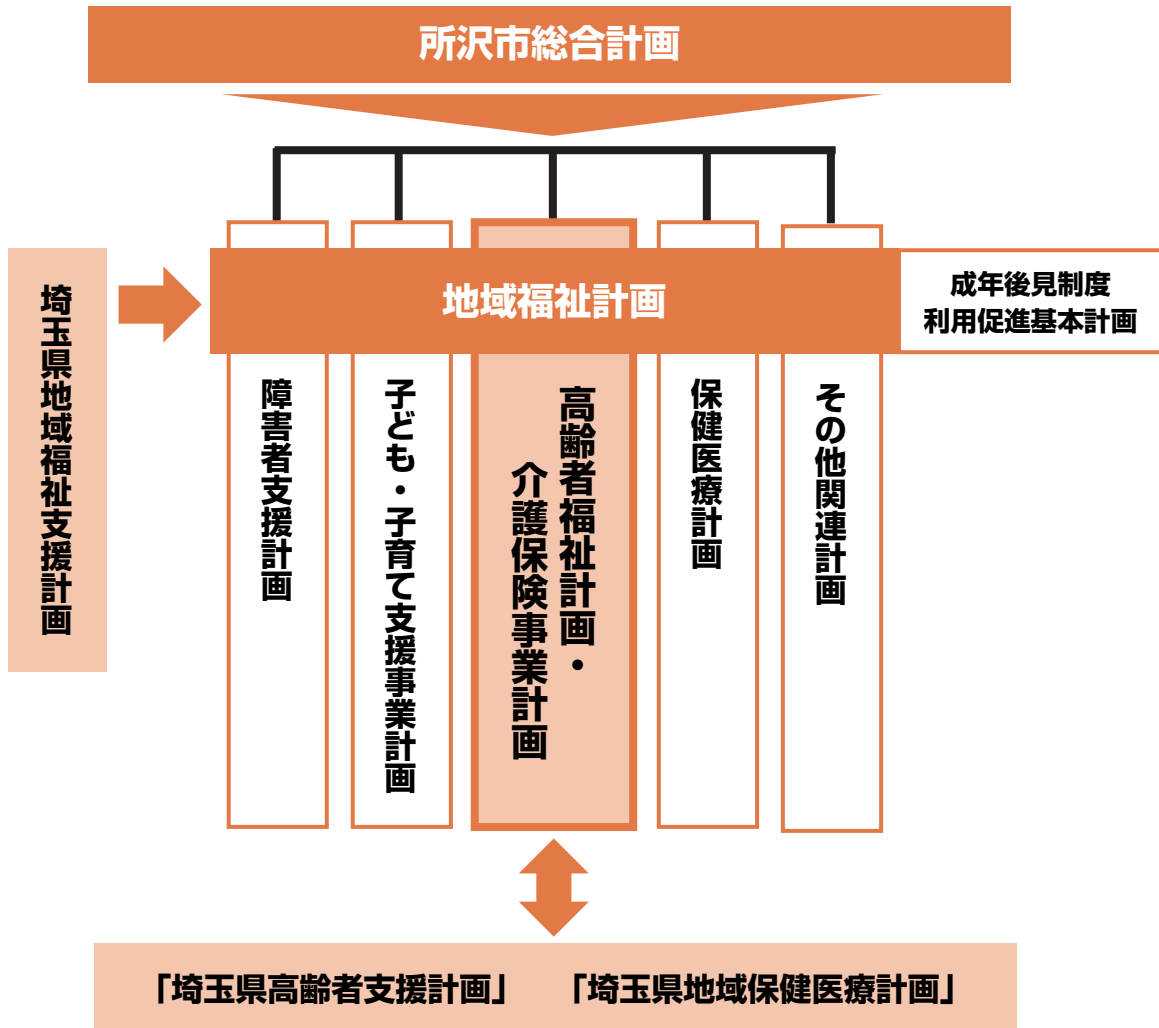 所沢市総合計画
埼玉県地域福祉支援計画
地域福祉計画
成年後見制度
利用促進基本計画
障害者支援計画
子ども・子育て支援事業計画
高齢者福祉計画・
介護保険事業計画
保健医療計画
その他関連計画
「埼玉県高齢者支援計画」 「埼玉県地域保健医療計画」